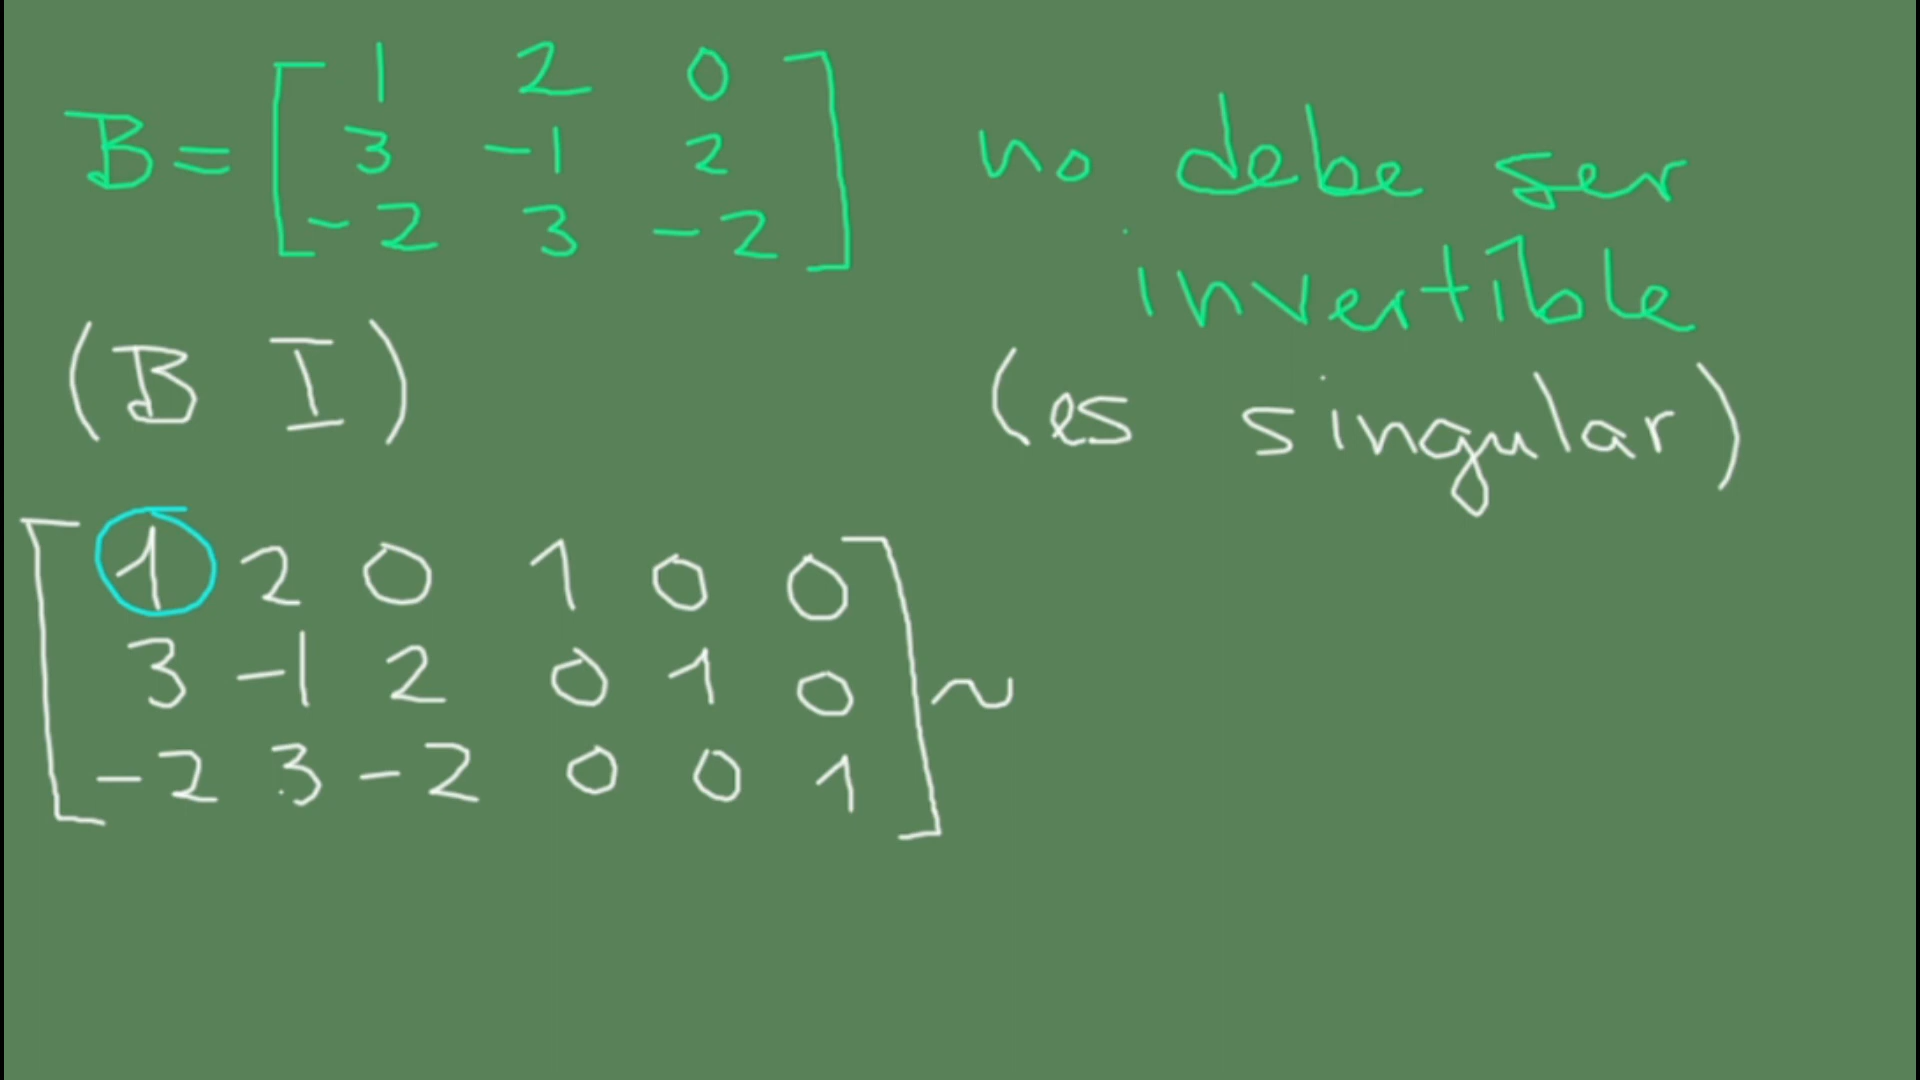 B = [ 1 2 0
3 -1 2
-2 3 -2 ]
no debe ser
invertible
(B I)
(es singular)
[ 1 2 0 1 0 0
3 -1 2 0 1 0
-2 3 -2 0 0 1 ] ~